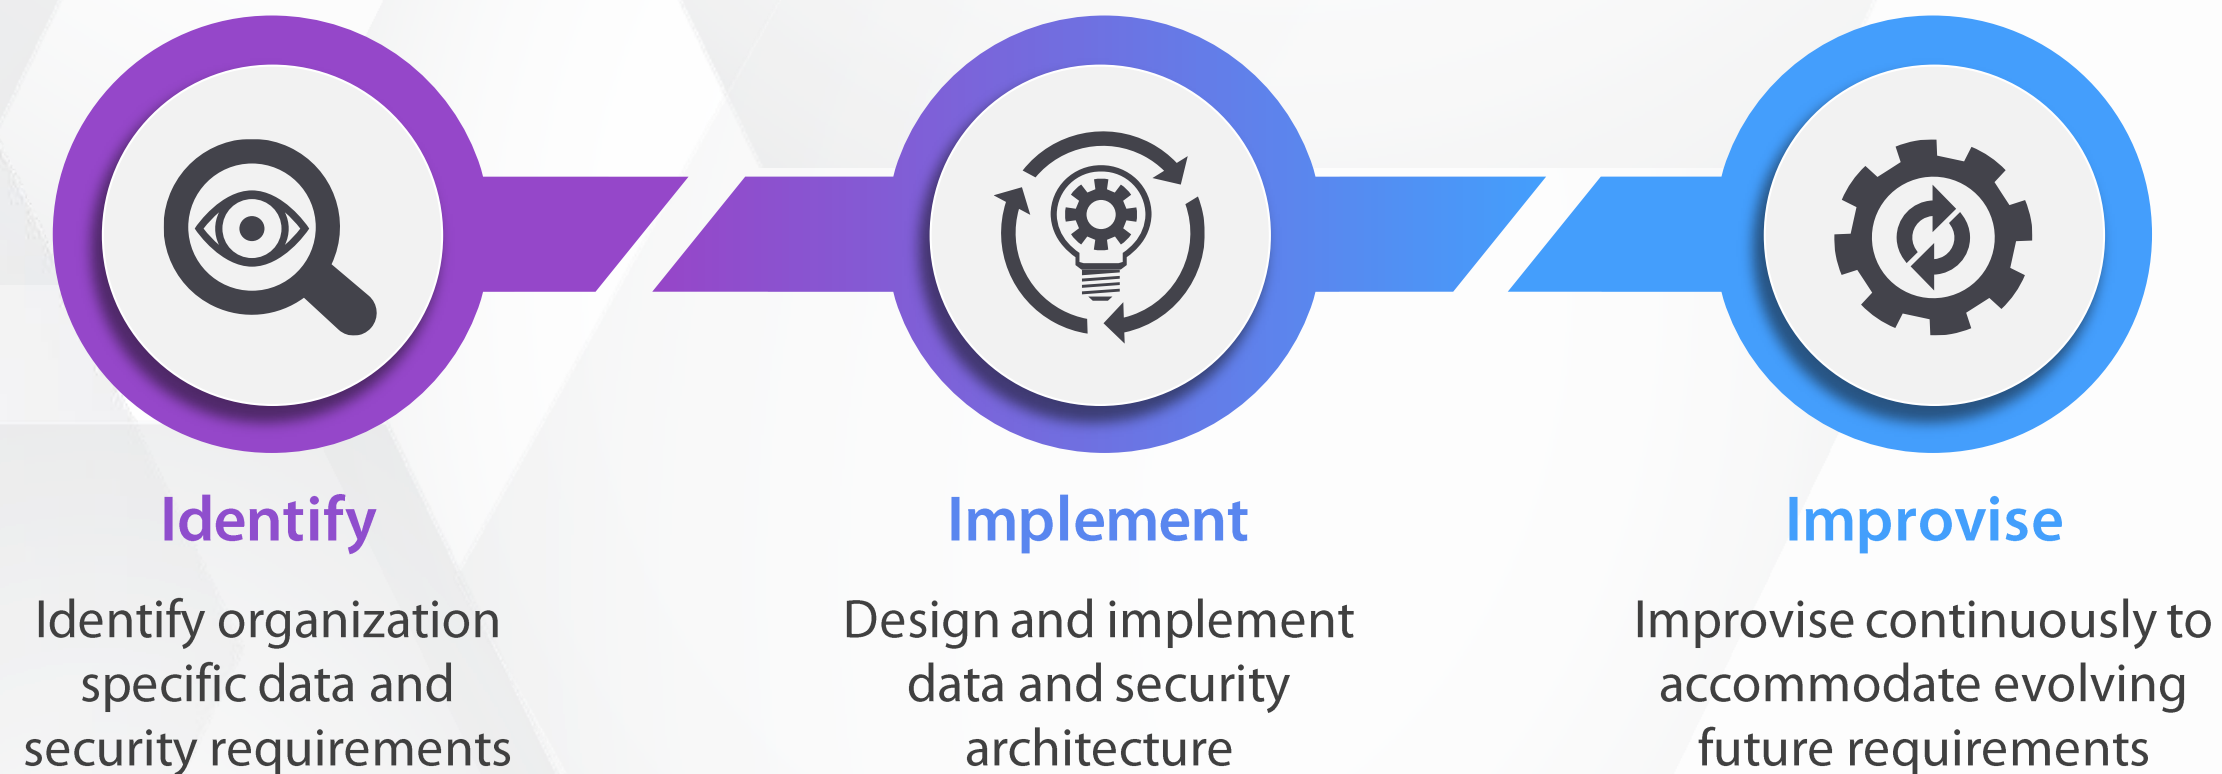 Identify
Identify organization
specific data and
security requirements
Implement
Design and implement
data and security
architecture
Improvise
Improvise continuously to
accommodate evolving
future requirements